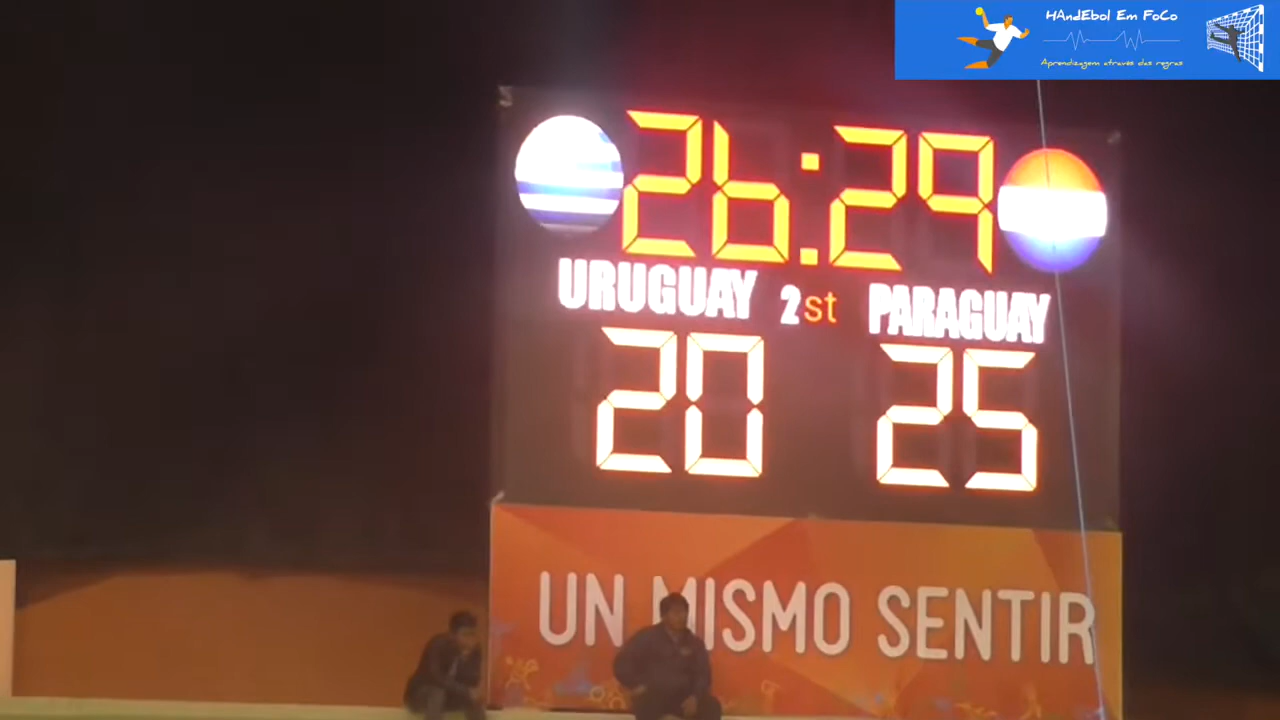 HAndEbol Em FoCo
Aprendizagem através das regras
26:29
URUGUAY 2st PARAGUAY
20 25
UN MISMO SENTIR